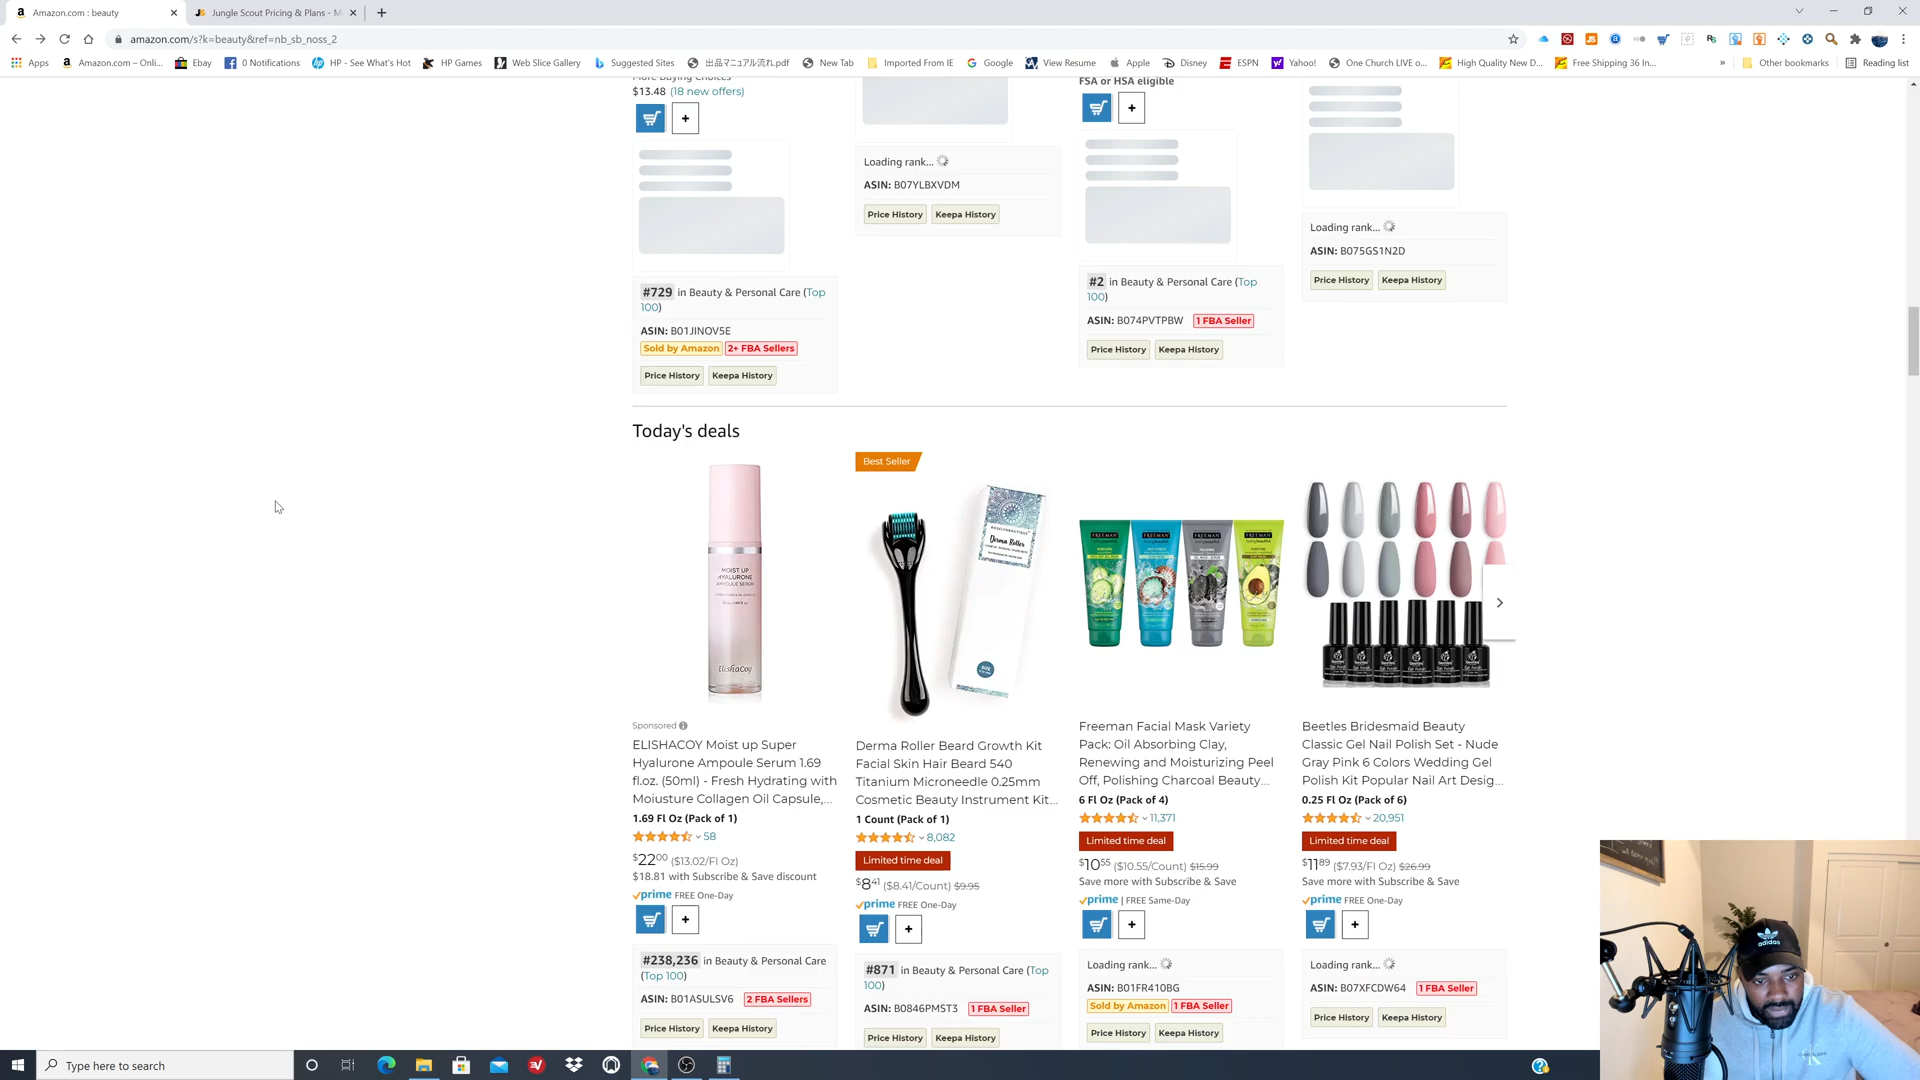 Amazon.com : beauty
Jungle Scout Pricing & Plans - M
amazon.com/s?k=beauty&ref=nb_sb_noss_2
Apps
Amazon.com – Onli...
Ebay
0 Notifications
HP - See What's Hot
HP Games
Web Slice Gallery
Suggested Sites
出品マニュアル流れ.pdf
New Tab
Imported From IE
Google
View Resume
Apple
Disney
ESPN
Yahoo!
One Church LIVE o...
High Quality New D...
Free Shipping 36 In...
»
Other bookmarks
Reading list
More Buying Choices
$13.48 (18 new offers)
+
#729 in Beauty & Personal Care (Top
100)
ASIN: B01JINOV5E
Sold by Amazon 2+ FBA Sellers
Price History Keepa History
Loading rank...
ASIN: B07YLBXVDM
Price History Keepa History
FSA or HSA eligible
+
#2 in Beauty & Personal Care (Top
100)
ASIN: B074PVTPBW 1 FBA Seller
Price History Keepa History
Loading rank...
ASIN: B075GS1N2D
Price History Keepa History
Today's deals
MOIST UP
HYALURONE
AMPOULE SERUM
elishacoy
Sponsored
ELISHACOY Moist up Super
Hyalurone Ampoule Serum 1.69
fl.oz. (50ml) - Fresh Hydrating with
Moiusture Collagen Oil Capsule,...
1.69 Fl Oz (Pack of 1)
58
$2200 ($13.02/Fl Oz)
$18.81 with Subscribe & Save discount
prime FREE One-Day
+
#238,236 in Beauty & Personal Care
(Top 100)
ASIN: B01ASULSV6 2 FBA Sellers
Price History Keepa History
Best Seller
Derma Roller
Derma Roller Beard Growth Kit
Facial Skin Hair Beard 540
Titanium Microneedle 0.25mm
Cosmetic Beauty Instrument Kit...
1 Count (Pack of 1)
8,082
Limited time deal
$841 ($8.41/Count) $9.95
prime FREE One-Day
+
#871 in Beauty & Personal Care (Top
100)
ASIN: B0846PMST3 1 FBA Seller
Price History Keepa History
FREEMAN FREEMAN FREEMAN FREEMAN
Freeman Facial Mask Variety
Pack: Oil Absorbing Clay,
Renewing and Moisturizing Peel
Off, Polishing Charcoal Beauty...
6 Fl Oz (Pack of 4)
11,371
Limited time deal
$1055 ($10.55/Count) $15.99
Save more with Subscribe & Save
prime | FREE Same-Day
+
Loading rank...
ASIN: B01FR410BG
Sold by Amazon 1 FBA Seller
Price History Keepa History
Beetles Bridesmaid Beauty
Classic Gel Nail Polish Set - Nude
Gray Pink 6 Colors Wedding Gel
Polish Kit Popular Nail Art Desig...
0.25 Fl Oz (Pack of 6)
20,951
Limited time deal
$1189 ($7.93/Fl Oz) $26.99
Save more with Subscribe & Save
prime FREE One-Day
+
Loading rank...
ASIN: B07XFCDW64 1 FBA Seller
Price History Keepa History
adidas
Type here to search